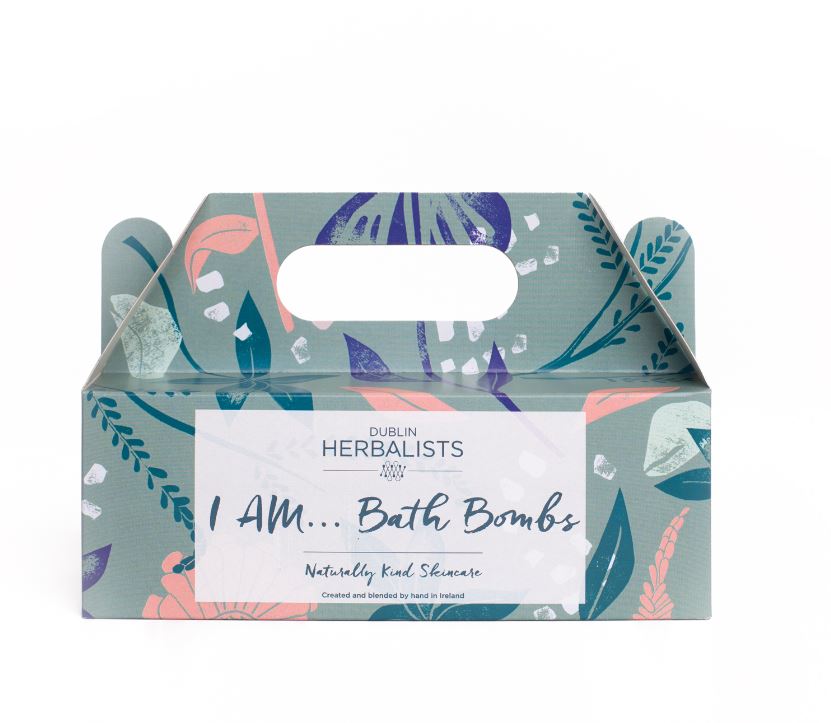 DUBLIN
HERBALISTS
I AM... Bath Bombs
Naturally Kind Skincare
Created and blended by hand in Ireland